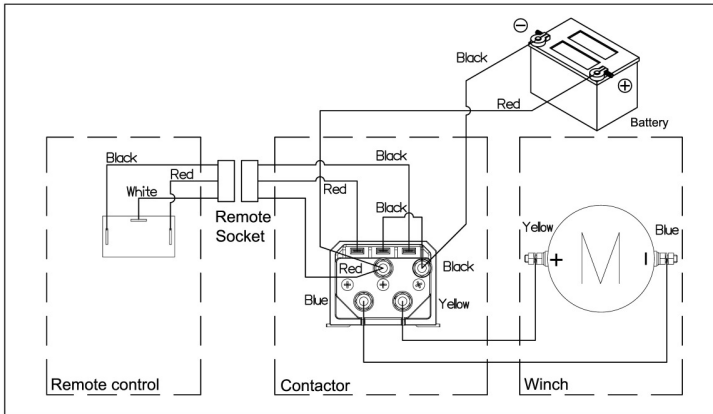 ⊖
Black
Red
⊕
Battery
Black
Red
White
Remote
Socket
Black
Red
Black
Red
Black
Blue
Yellow
Yellow
Blue
+
M
-
Remote control
Contactor
Winch